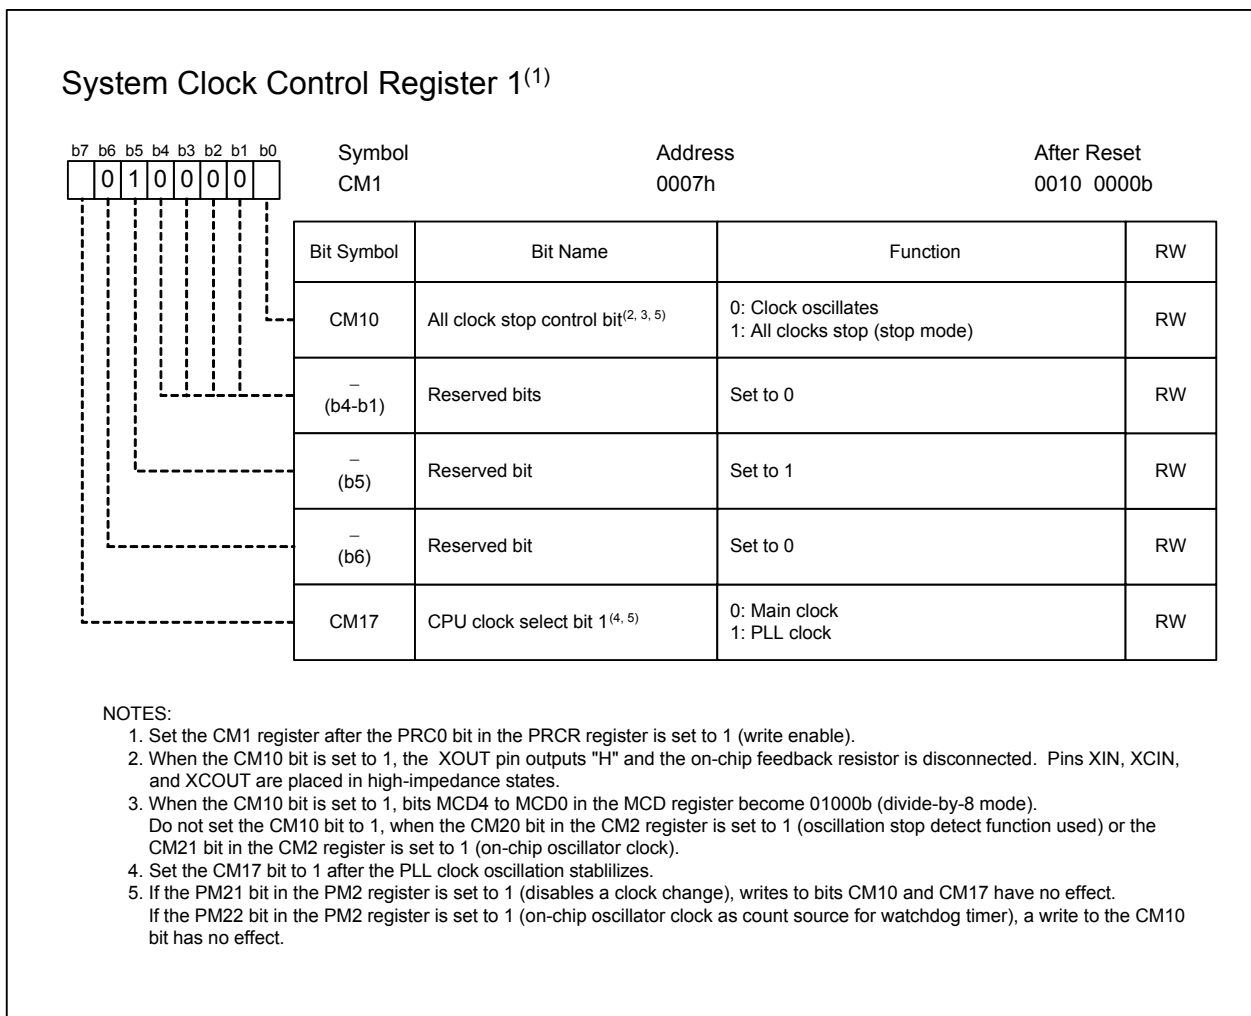 System Clock Control Register 1(1)
b7 b6 b5 b4 b3 b2 b1 b0
0 1 0 0 0 0
Symbol Address After Reset
CM1 0007h 0010 0000b
Bit Symbol Bit Name Function RW
CM10 All clock stop control bit(2, 3, 5) 0: Clock oscillates
1: All clocks stop (stop mode) RW
– (b4-b1) Reserved bits Set to 0 RW
– (b5) Reserved bit Set to 1 RW
– (b6) Reserved bit Set to 0 RW
CM17 CPU clock select bit 1(4, 5) 0: Main clock
1: PLL clock RW
NOTES:
1. Set the CM1 register after the PRC0 bit in the PRCR register is set to 1 (write enable).
2. When the CM10 bit is set to 1, the XOUT pin outputs "H" and the on-chip feedback resistor is disconnected. Pins XIN, XCIN,
and XCOUT are placed in high-impedance states.
3. When the CM10 bit is set to 1, bits MCD4 to MCD0 in the MCD register become 01000b (divide-by-8 mode).
Do not set the CM10 bit to 1, when the CM20 bit in the CM2 register is set to 1 (oscillation stop detect function used) or the
CM21 bit in the CM2 register is set to 1 (on-chip oscillator clock).
4. Set the CM17 bit to 1 after the PLL clock oscillation stablilizes.
5. If the PM21 bit in the PM2 register is set to 1 (disables a clock change), writes to bits CM10 and CM17 have no effect.
If the PM22 bit in the PM2 register is set to 1 (on-chip oscillator clock as count source for watchdog timer), a write to the CM10
bit has no effect.